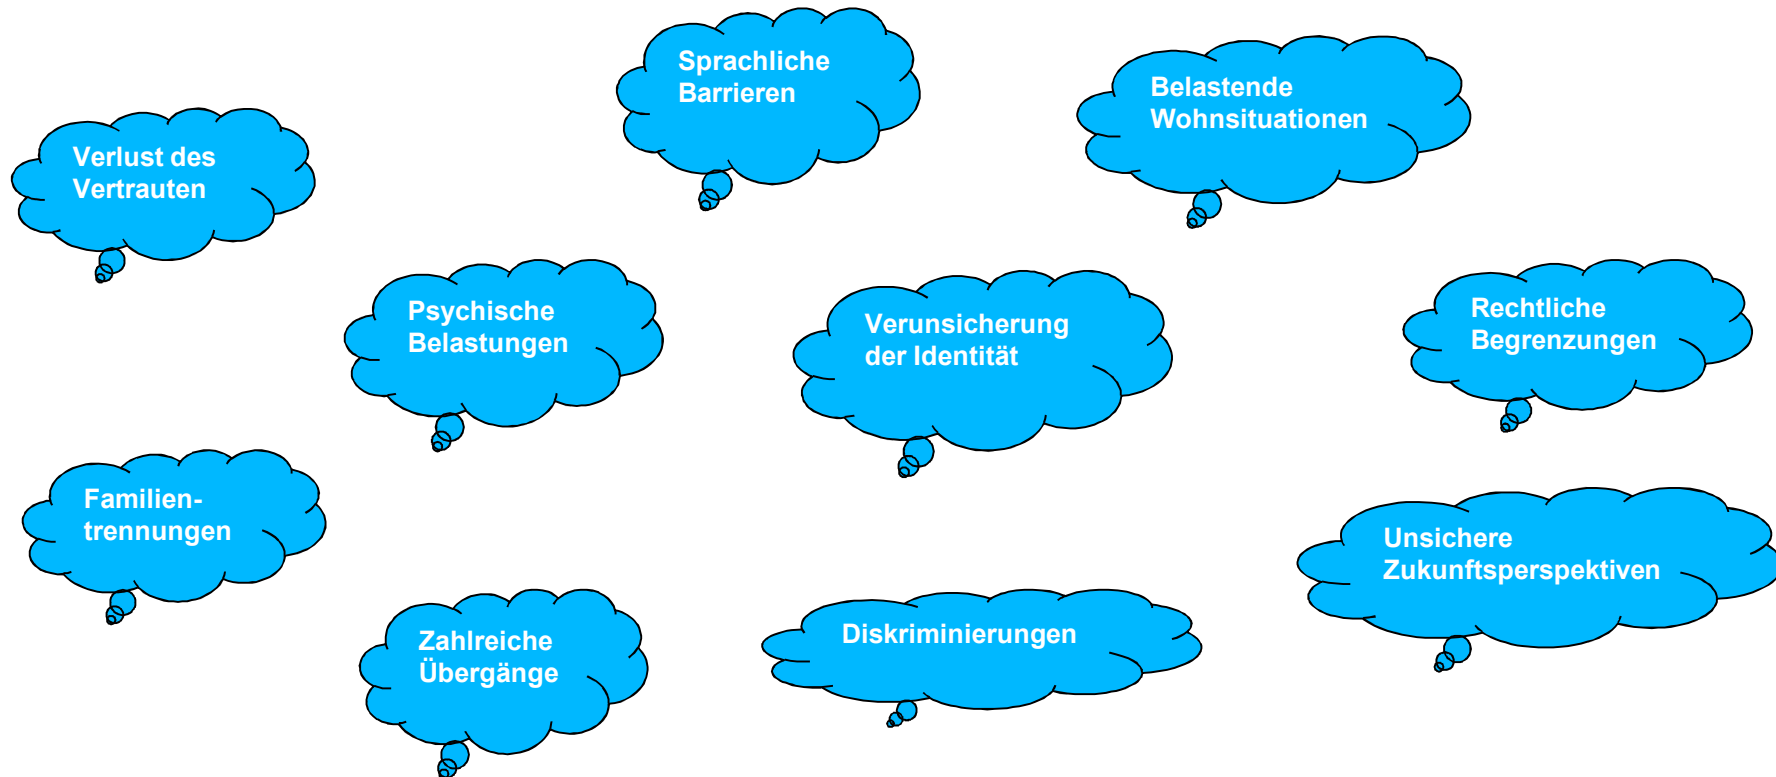 Sprachliche
Barrieren
Belastende
Wohnsituationen
Verlust des
Vertrauten
Psychische
Belastungen
Verunsicherung
der Identität
Rechtliche
Begrenzungen
Familien-
trennungen
Unsichere
Zukunftsperspektiven
Zahlreiche
Übergänge
Diskriminierungen